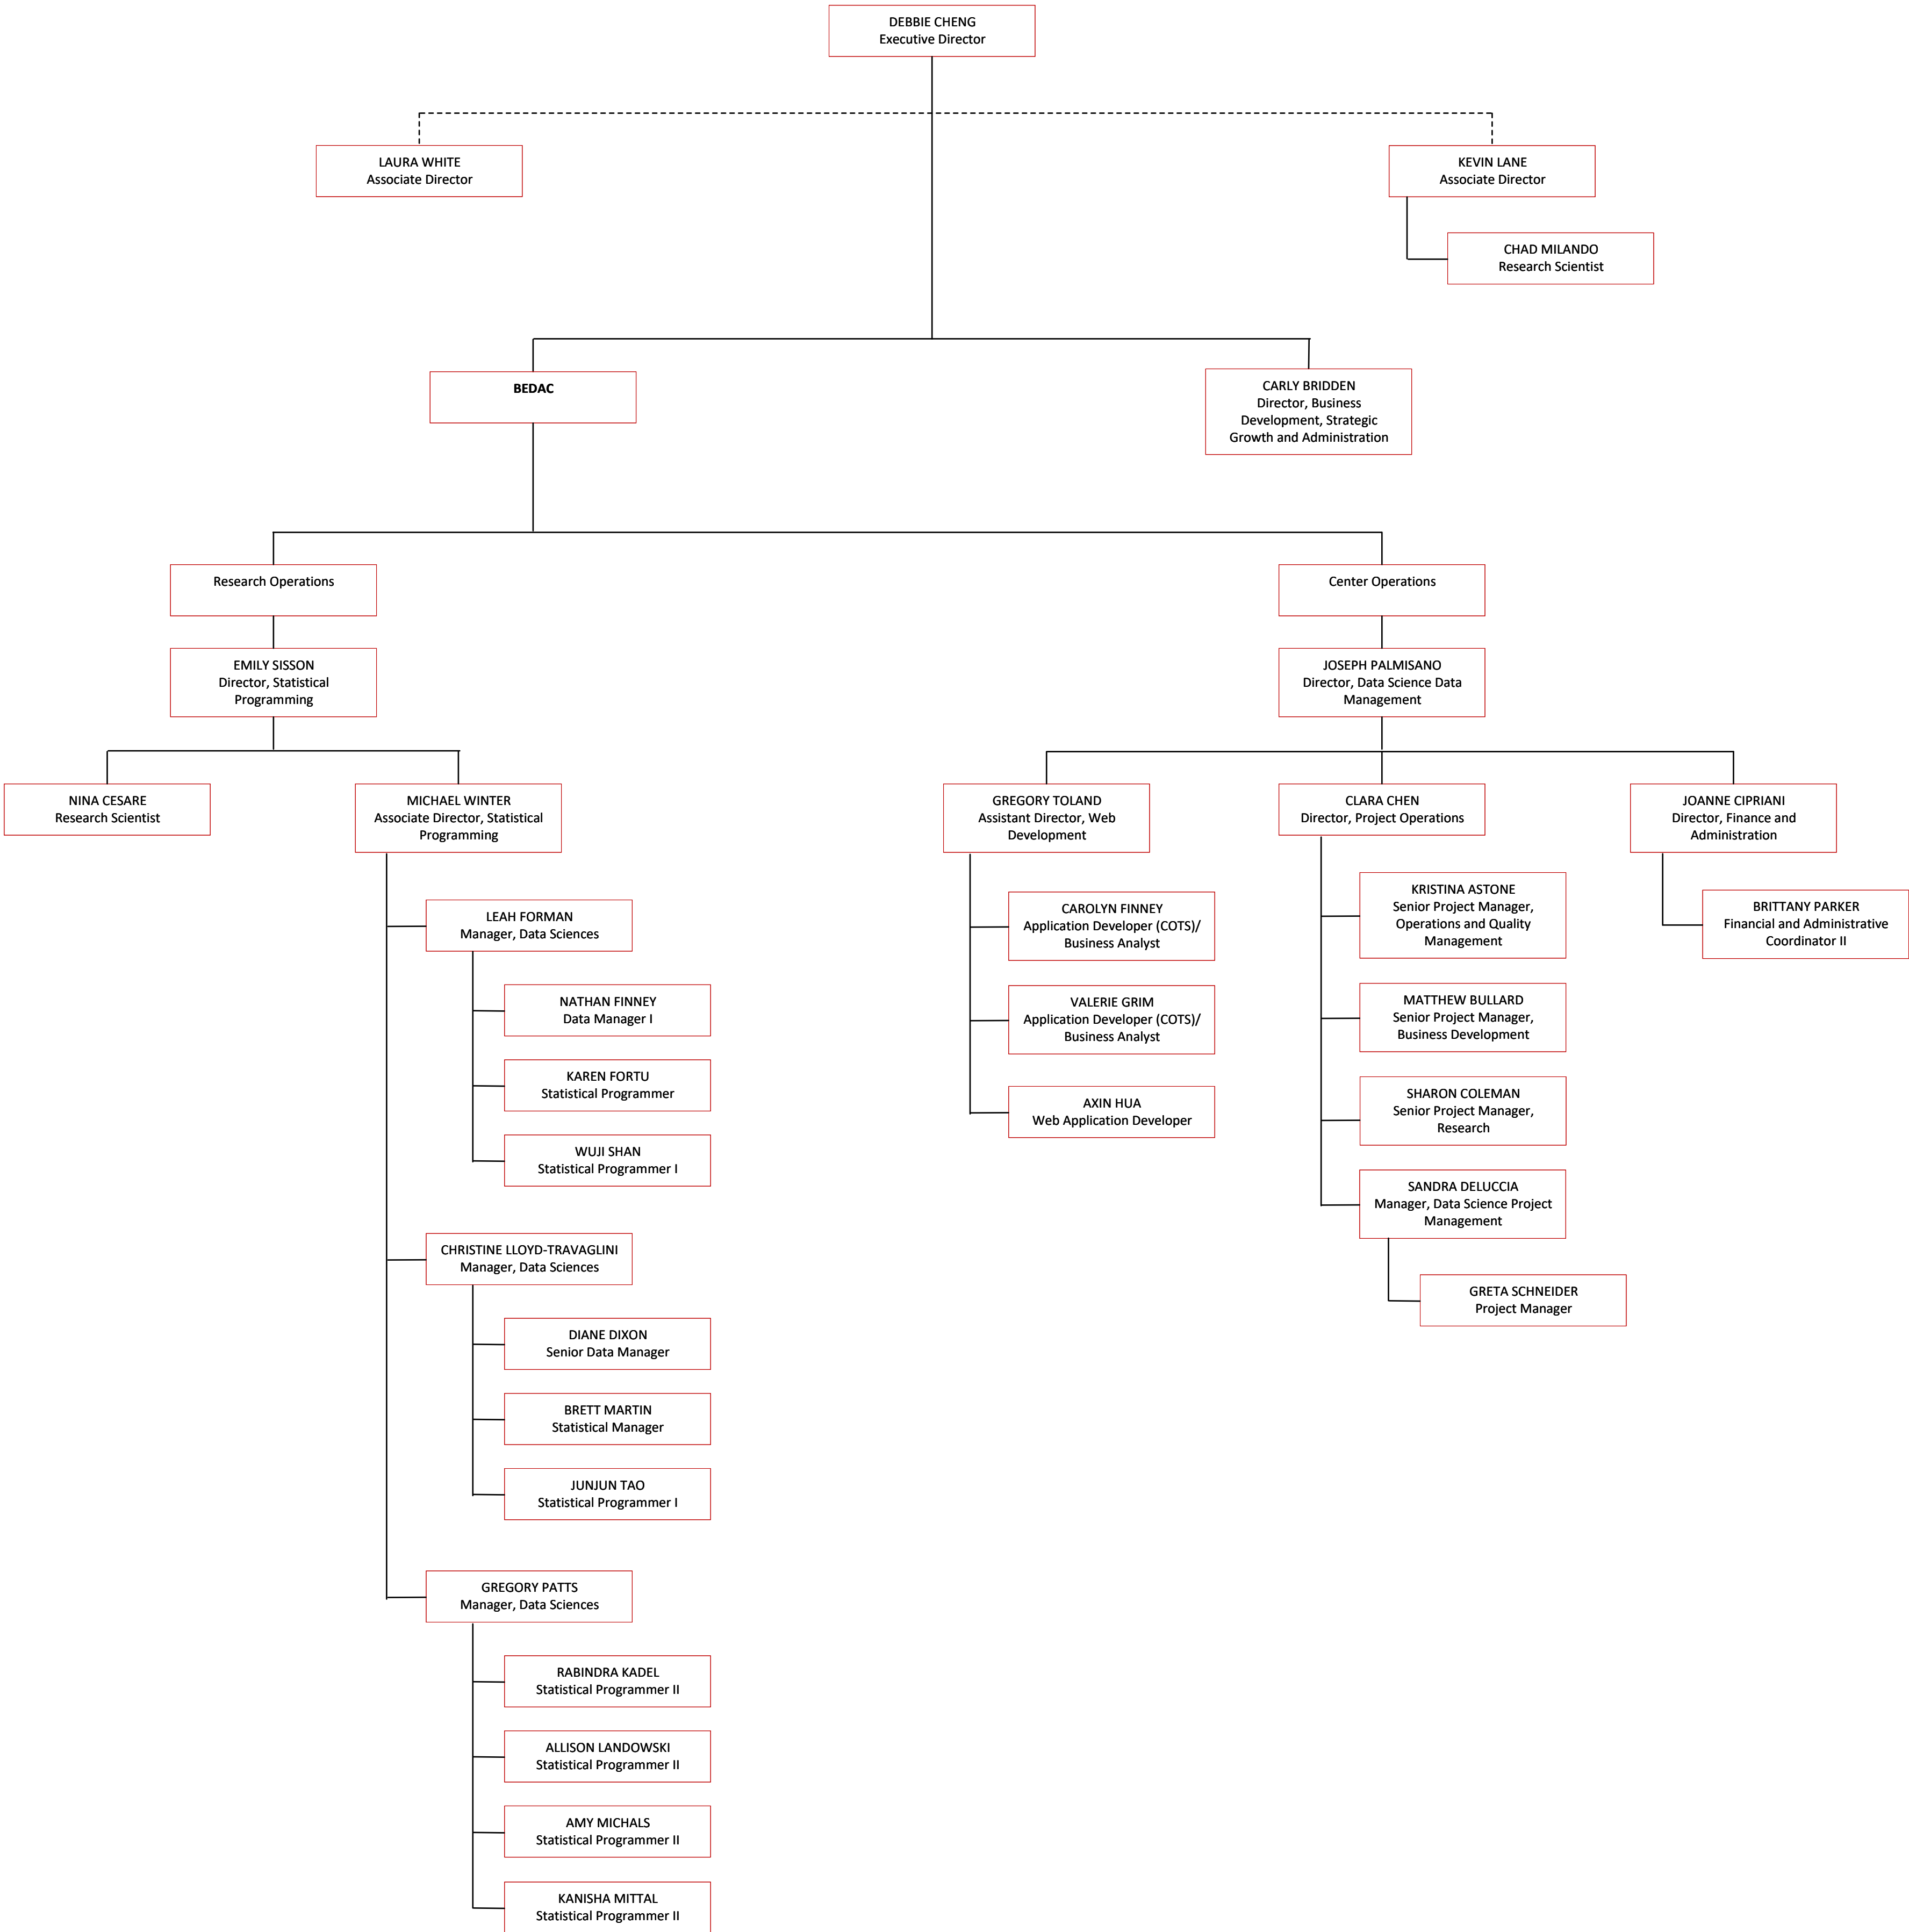 DEBBIE CHENG
Executive Director
LAURA WHITE
Associate Director
KEVIN LANE
Associate Director
CHAD MILANDO
Research Scientist
BEDAC
CARLY BRIDDEN
Director, Business
Development, Strategic
Growth and Administration
Research Operations
Center Operations
EMILY SISSON
Director, Statistical
Programming
JOSEPH PALMISANO
Director, Data Science Data
Management
NINA CESARE
Research Scientist
MICHAEL WINTER
Associate Director, Statistical
Programming
LEAH FORMAN
Manager, Data Sciences
NATHAN FINNEY
Data Manager I
KAREN FORTU
Statistical Programmer
WUJI SHAN
Statistical Programmer I
CHRISTINE LLOYD-TRAVAGLINI
Manager, Data Sciences
DIANE DIXON
Senior Data Manager
BRETT MARTIN
Statistical Manager
JUNJUN TAO
Statistical Programmer I
GREGORY PATTS
Manager, Data Sciences
RABINDRA KADEL
Statistical Programmer II
ALLISON LANDOWSKI
Statistical Programmer II
AMY MICHALS
Statistical Programmer II
KANISHA MITTAL
Statistical Programmer II
GREGORY TOLAND
Assistant Director, Web
Development
CAROLYN FINNEY
Application Developer (COTS)/
Business Analyst
VALERIE GRIM
Application Developer (COTS)/
Business Analyst
AXIN HUA
Web Application Developer
CLARA CHEN
Director, Project Operations
KRISTINA ASTONE
Senior Project Manager,
Operations and Quality
Management
MATTHEW BULLARD
Senior Project Manager,
Business Development
SHARON COLEMAN
Senior Project Manager,
Research
SANDRA DELUCCIA
Manager, Data Science Project
Management
GRETA SCHNEIDER
Project Manager
JOANNE CIPRIANI
Director, Finance and
Administration
BRITTANY PARKER
Financial and Administrative
Coordinator II